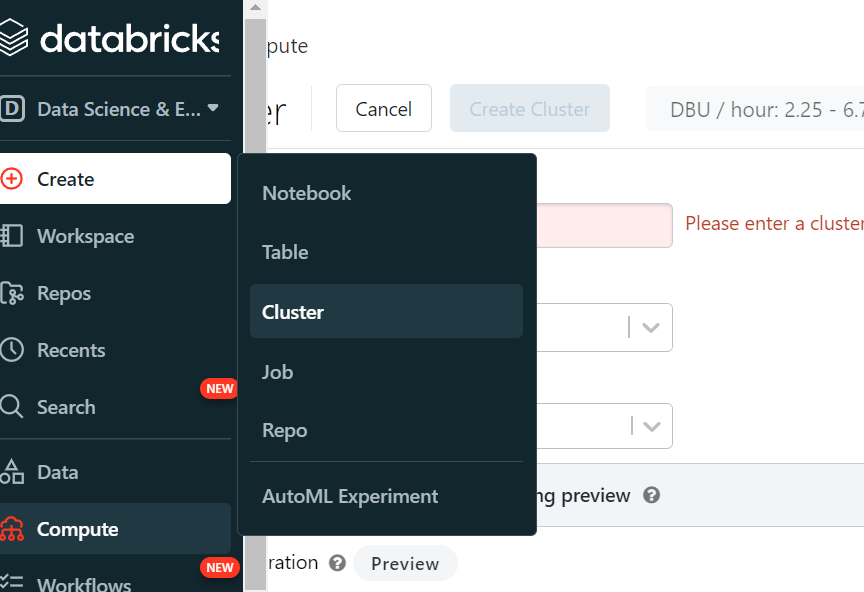 databricks
Data Science & E...
Create
Workspace
Repos
Recents
Search
NEW
Data
Compute
Workflows
NEW
Notebook
Table
Cluster
Job
Repo
AutoML Experiment
pute
er
Cancel
Create Cluster
DBU / hour: 2.25 - 6.7
Please enter a cluster
ng preview
ration
Preview